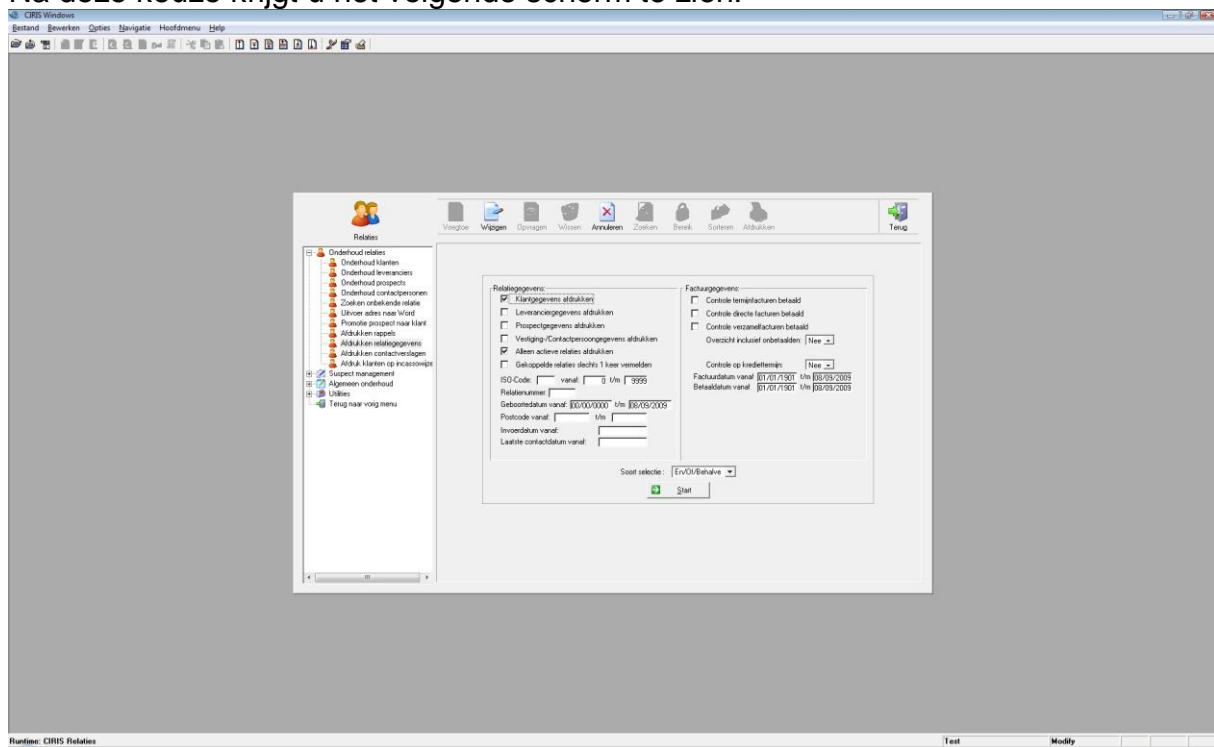 Na deze keuze krijgt u het volgende scherm te zien:
CIRIS Windows
Bestand Bewerken Opties Navigatie Hoofdmenu Help
Relaties
Voegtoe Wijzigen Opvragen Wissen Annuleren Zoeken Bereik Sorteren Afdrukken Terug
Onderhoud relaties
Onderhoud klanten
Onderhoud leveranciers
Onderhoud prospects
Onderhoud contactpersonen
Zoeken onbekende relatie
Uitvoer adres naar Word
Promotie prospect naar klant
Afdrukken rappels
Afdrukken relatiegegevens
Afdrukken contactverslagen
Afdruk klanten op incassowijze
Suspect management
Algemeen onderhoud
Utilities
Terug naar vorig menu
Relatiegegevens:
Klantgegevens afdrukken
Leveranciergegevens afdrukken
Prospectgegevens afdrukken
Vestiging-/Contactpersoongegevens afdrukken
Alleen actieve relaties afdrukken
Gekoppelde relaties slechts 1 keer vermelden
ISO-Code: vanaf: 0 t/m 9999
Relatienummer:
Geboortedatum vanaf: 00/00/0000 t/m 08/09/2009
Postcode vanaf: t/m
Invoerdatum vanaf:
Laatste contactdatum vanaf:
Factuurgegevens:
Controle termijnfacturen betaald
Controle directe facturen betaald
Controle verzamelfacturen betaald
Overzicht inclusief onbetaalden: Nee
Controle op krediettermijn: Nee
Factuurdatum vanaf 01/01/1901 t/m 08/09/2009
Betaaldatum vanaf 01/01/1901 t/m 08/09/2009
Soort selectie : En/Of/Behalve
Start
Runtime: CIRIS Relaties Test Modify